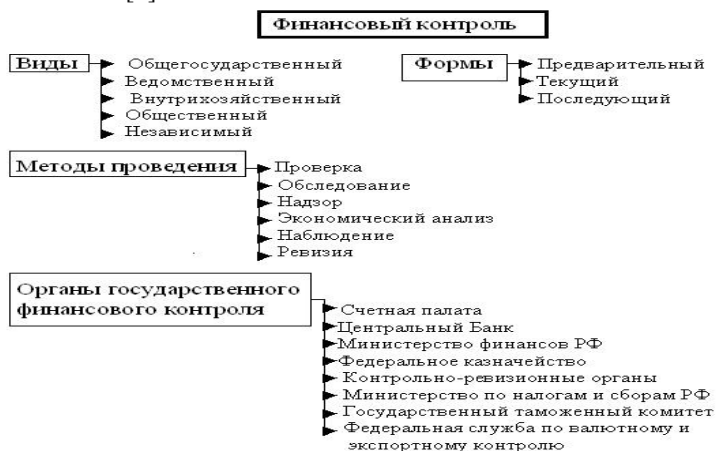 Финансовый контроль
Виды
Общегосударственный
Ведомственный
Внутрихозяйственный
Общественный
Независимый
Формы
Предварительный
Текущий
Последующий
Методы проведения
Проверка
Обследование
Надзор
Экономический анализ
Наблюдение
Ревизия
Органы государственного
финансового контроля
Счетная палата
Центральный Банк
Министерство финансов РФ
Федеральное казначейство
Контрольно-ревизионные органы
Министерство по налогам и сборам РФ
Государственный таможенный комитет
Федеральная служба по валютному и
экспортному контролю